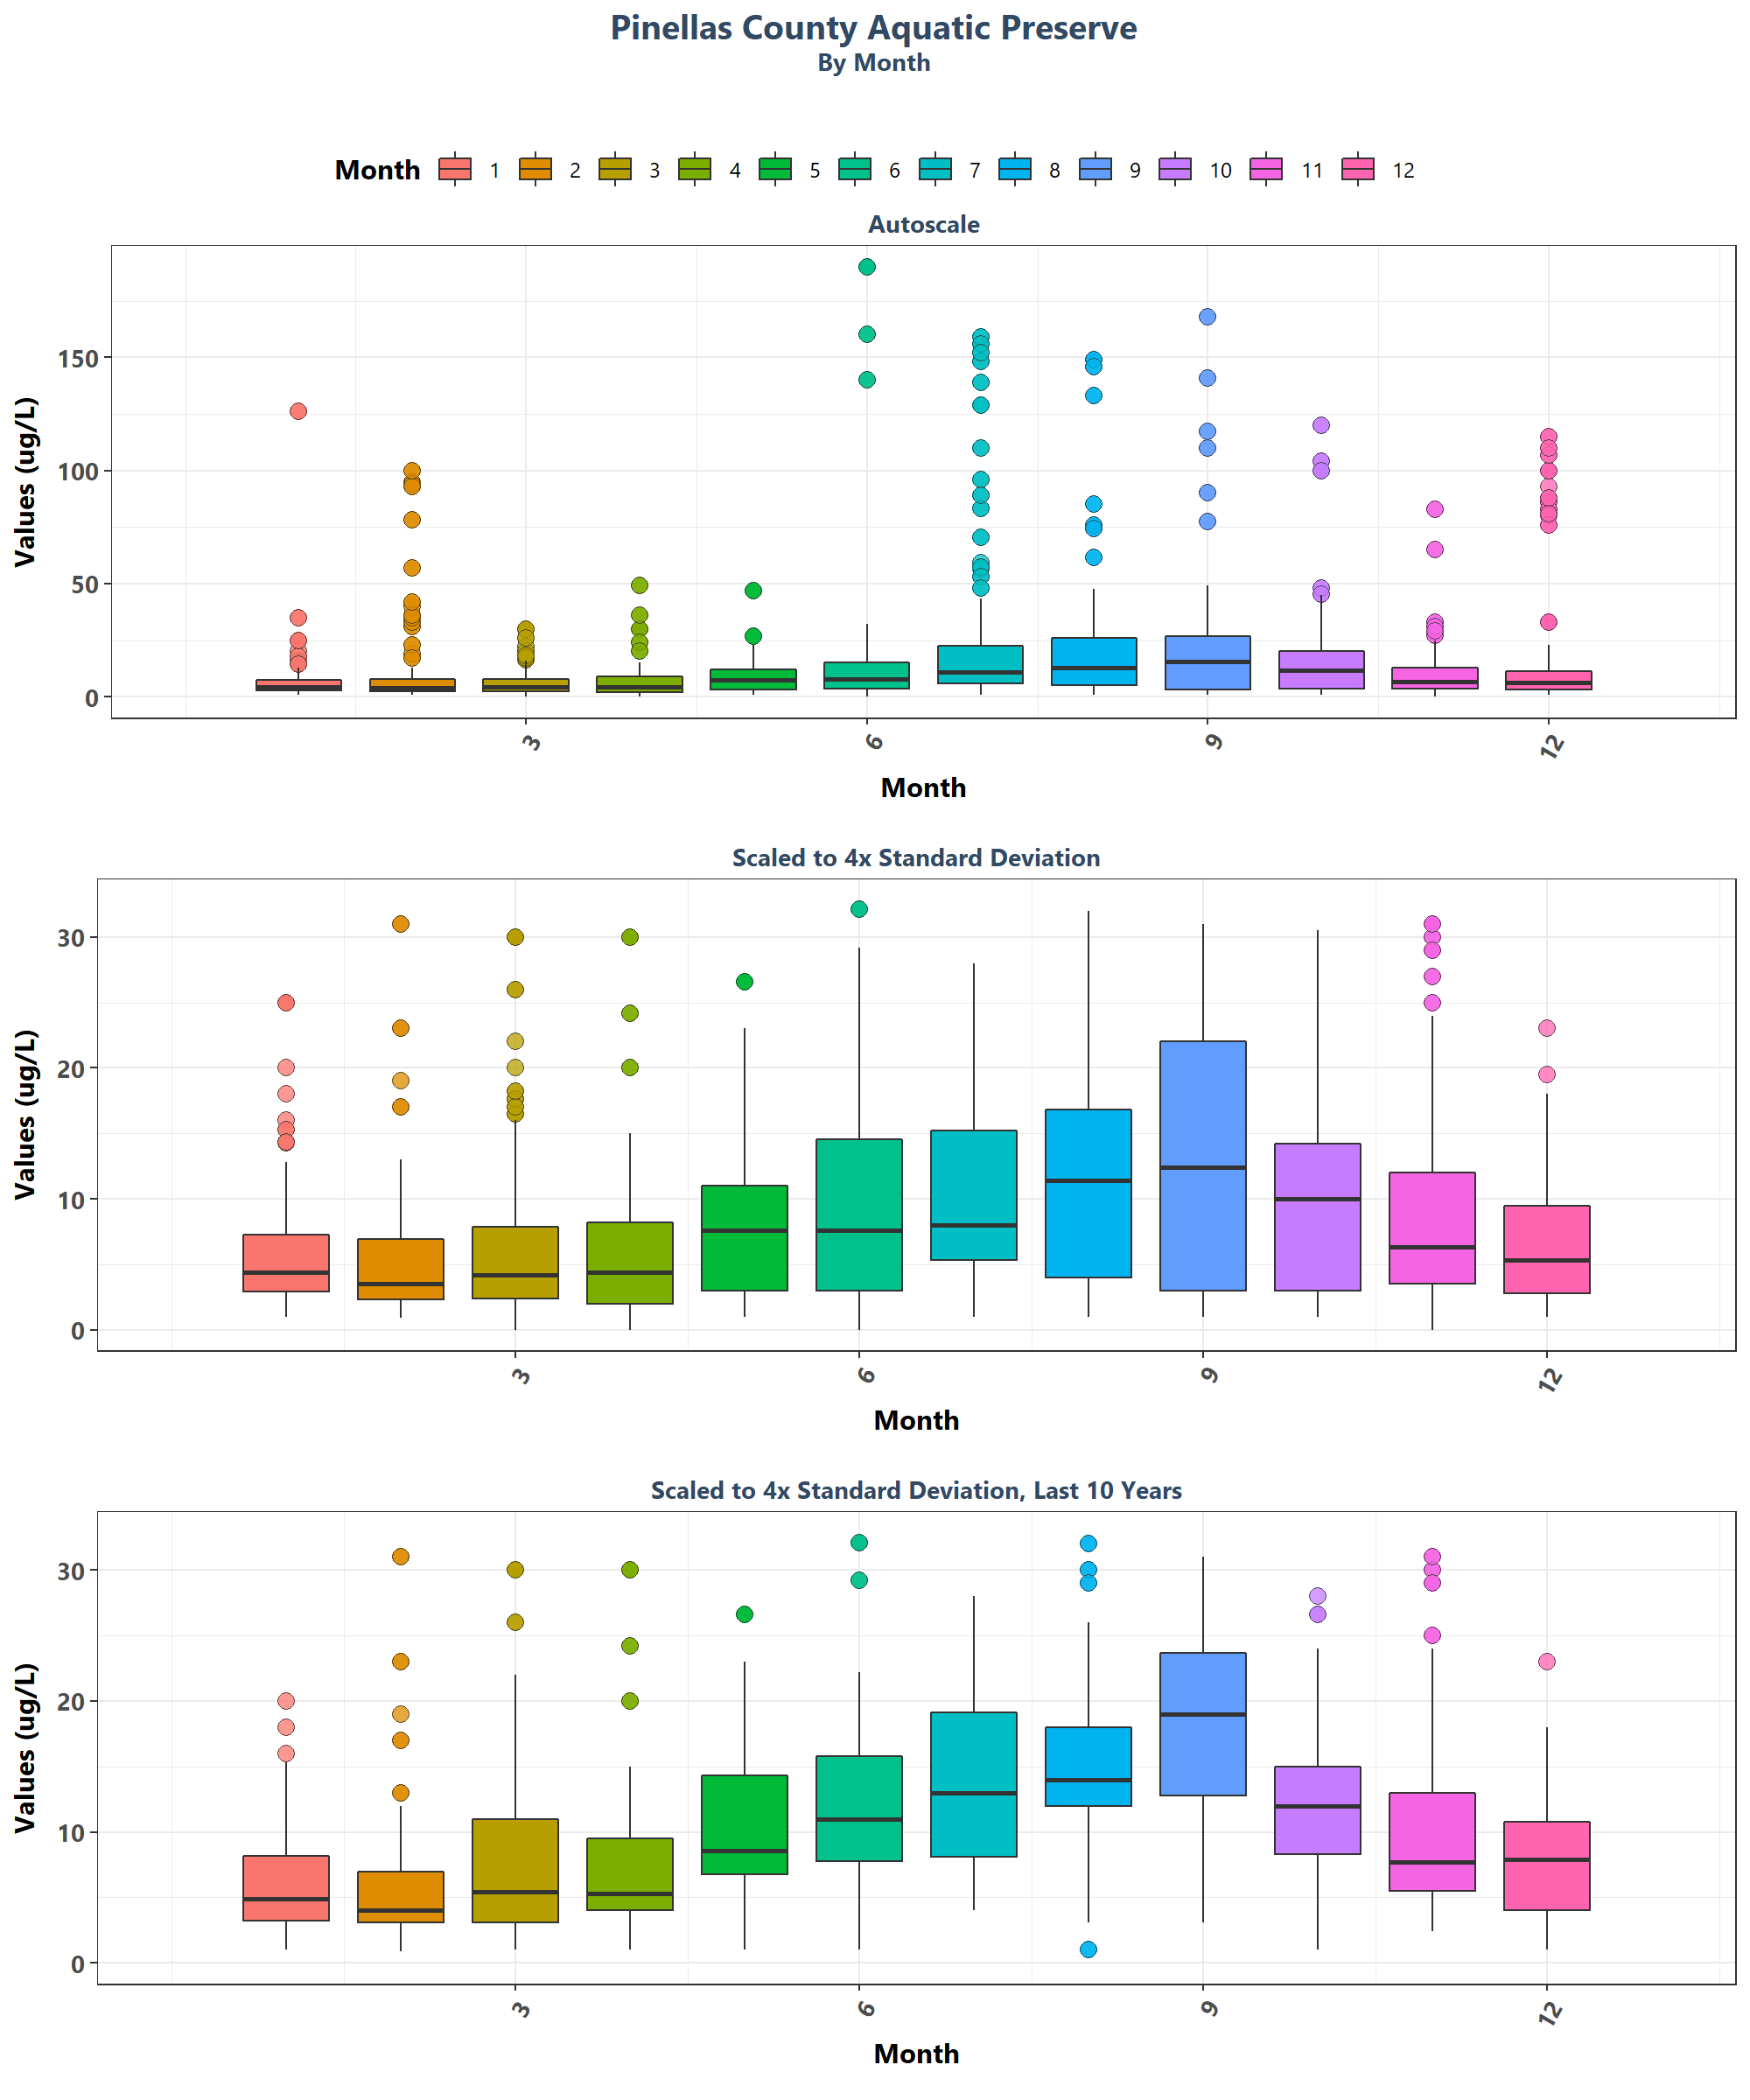 Pinellas County Aquatic Preserve
By Month
Month 1 2 3 4 5 6 7 8 9 10 11 12
Autoscale
Values (ug/L)
150
100
50
0
3 6 9 12
Month
Scaled to 4x Standard Deviation
Values (ug/L)
30
20
10
0
3 6 9 12
Month
Scaled to 4x Standard Deviation, Last 10 Years
Values (ug/L)
30
20
10
0
3 6 9 12
Month